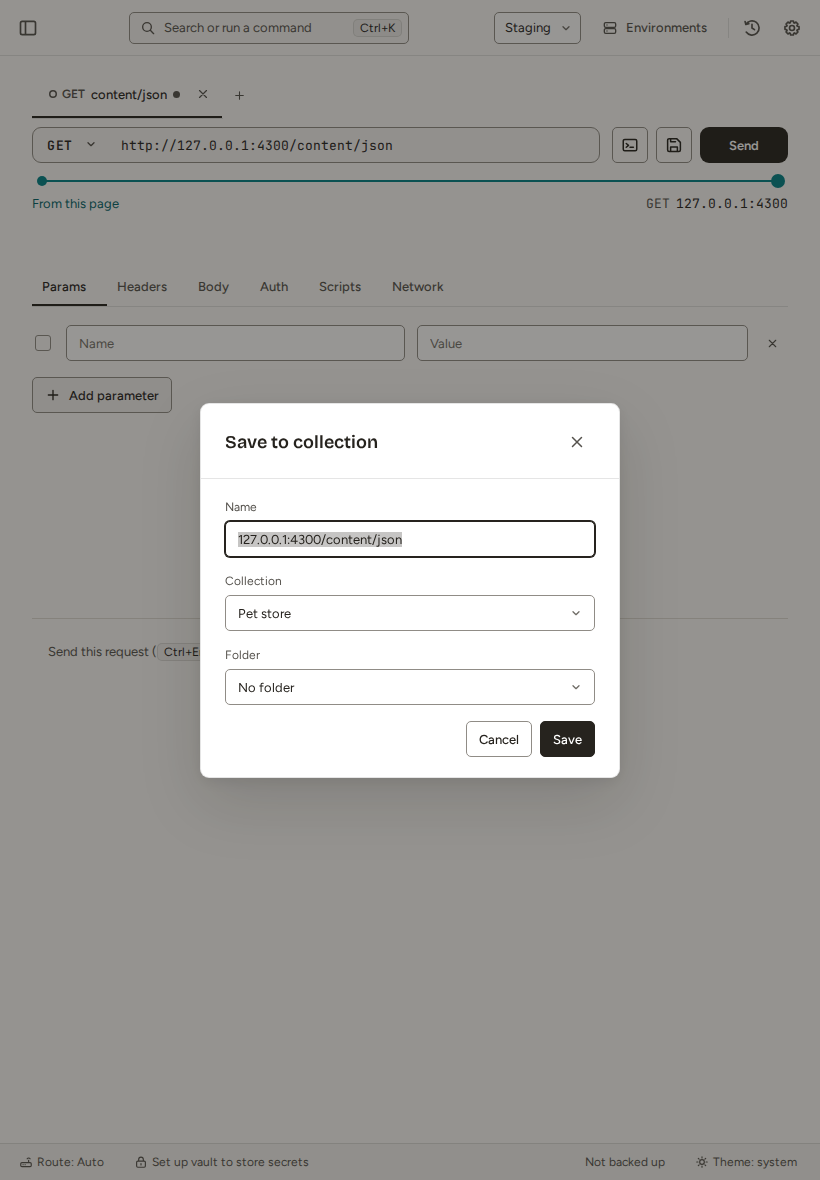 Search or run a command Ctrl+K Staging Environments
GET content/json
GET http://127.0.0.1:4300/content/json Send
From this page GET 127.0.0.1:4300
Params Headers Body Auth Scripts Network
Name Value
Add parameter
Save to collection
Name
127.0.0.1:4300/content/json
Collection
Pet store
Send this request (Ctrl+E
Folder
No folder
Cancel Save
Route: Auto Set up vault to store secrets Not backed up Theme: system